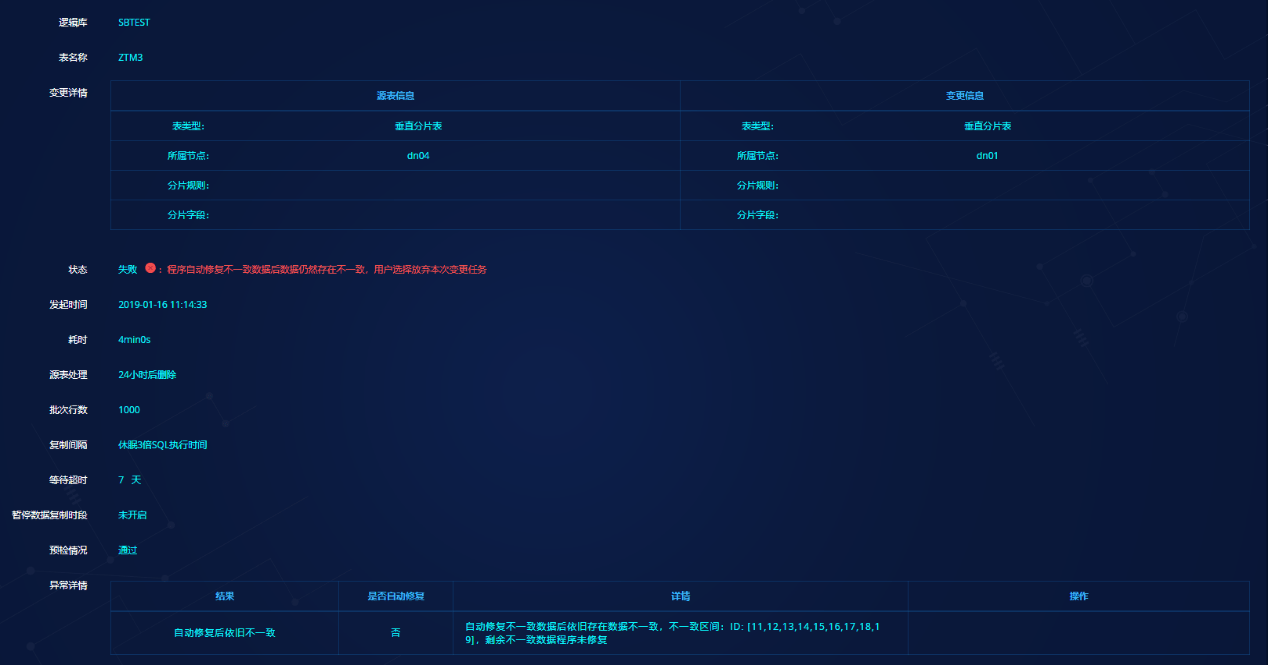 逻辑库 SBTEST
表名称 ZTM3
变更详情
源表信息 变更信息
表类型: 垂直分片表 表类型: 垂直分片表
所属节点: dn04 所属节点: dn01
分片规则: 分片规则:
分片字段: 分片字段:
状态 失败 : 程序自动修复不一致数据后数据仍然存在不一致，用户选择放弃本次变更任务
发起时间 2019-01-16 11:14:33
耗时 4min0s
源表处理 24小时后删除
批次行数 1000
复制间隔 休眠3倍SQL执行时间
等待超时 7 天
暂停数据复制时段 未开启
预检情况 通过
异常详情
结果 是否自动修复 详情 操作
自动修复后依旧不一致 否 自动修复不一致数据后依旧存在数据不一致，不一致区间：ID: [11,12,13,14,15,16,17,18,1
9]，剩余不一致数据程序未修复